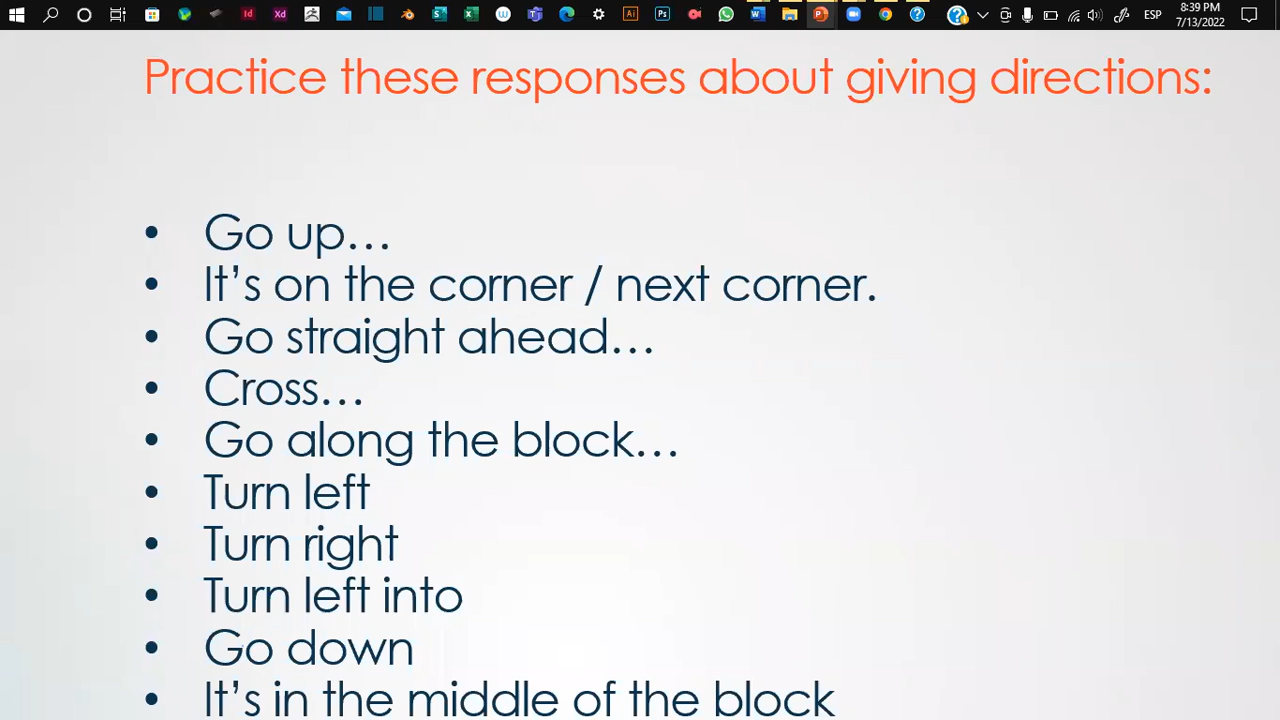 8:39 PM
ESP
7/13/2022
Practice these responses about giving directions:
• Go up…
• It’s on the corner / next corner.
• Go straight ahead…
• Cross…
• Go along the block…
• Turn left
• Turn right
• Turn left into
• Go down
• It’s in the middle of the block